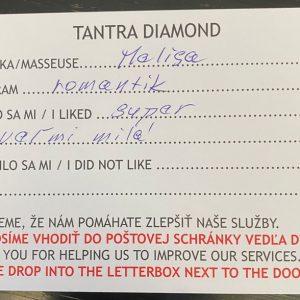 TANTRA DIAMOND
KA/MASSEUSE Maliga
RAM romantik
O SA MI / I LIKED super
veľmi milá!
ILO SA MI / I DID NOT LIKE
EME, ŽE NÁM POMÁHATE ZLEPŠIŤ NAŠE SLUŽBY.
OSÍME VHODIŤ DO POŠTOVEJ SCHRÁNKY VEDĽA D
YOU FOR HELPING US TO IMPROVE OUR SERVICES.
E DROP INTO THE LETTERBOX NEXT TO THE DOO